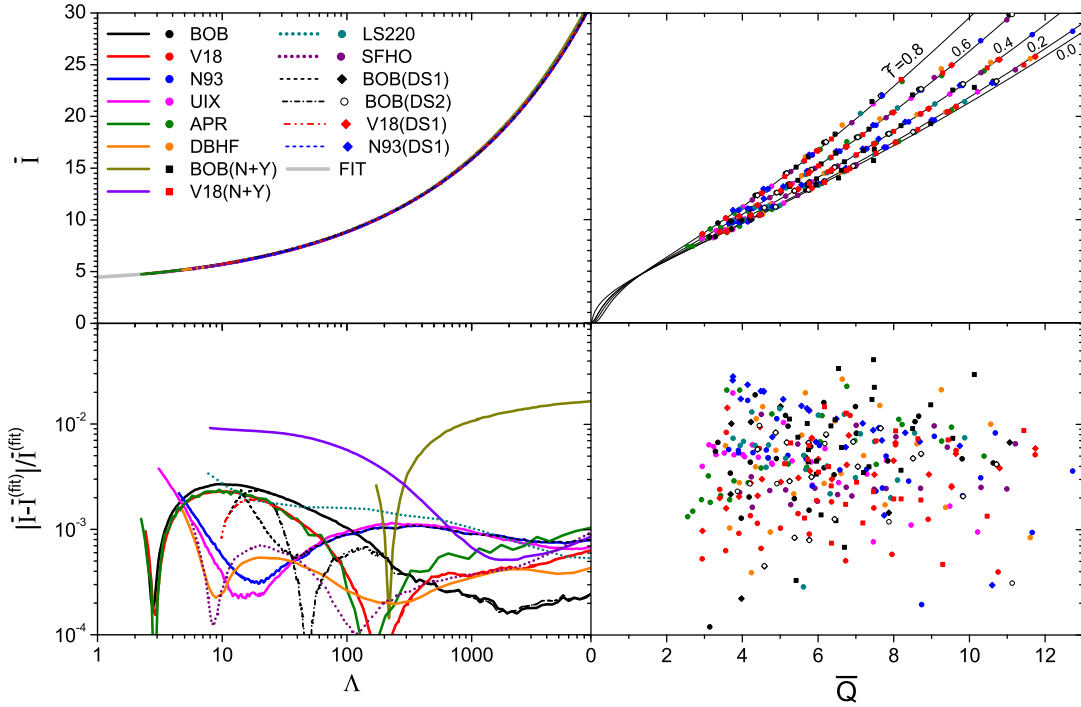 30
25
20
15
10
5
0
Ī
BOB
V18
N93
UIX
APR
DBHF
BOB(N+Y)
V18(N+Y)
LS220
SFHO
BOB(DS1)
BOB(DS2)
V18(DS1)
N93(DS1)
FIT
f̃=0.8
0.6
0.4
0.2
0.0
|Ī-Ī(fit)|/Ī(fit)
10⁻²
10⁻³
10⁻⁴
1 10 100 1000
Λ
0 2 4 6 8 10 12
Q̄